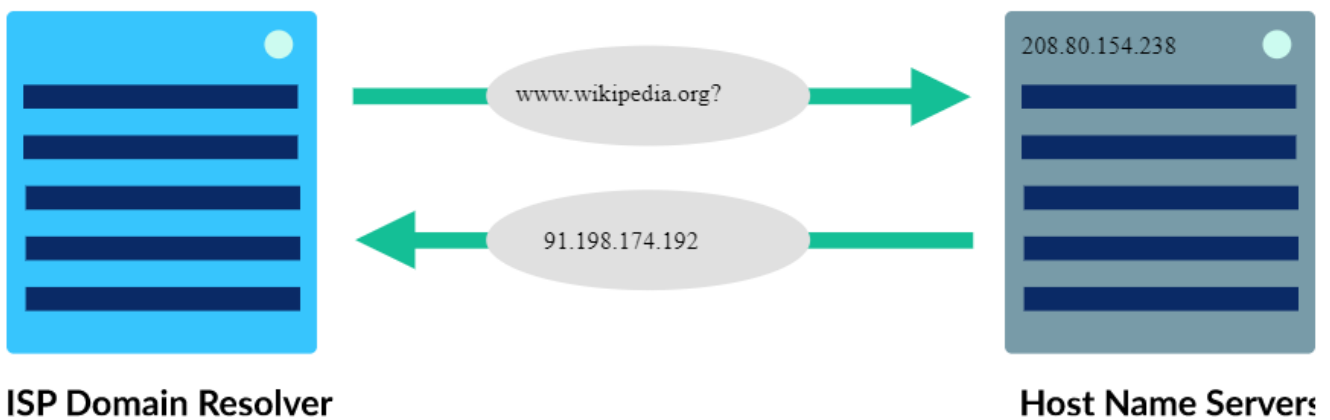 208.80.154.238
www.wikipedia.org?
91.198.174.192
ISP Domain Resolver
Host Name Servers